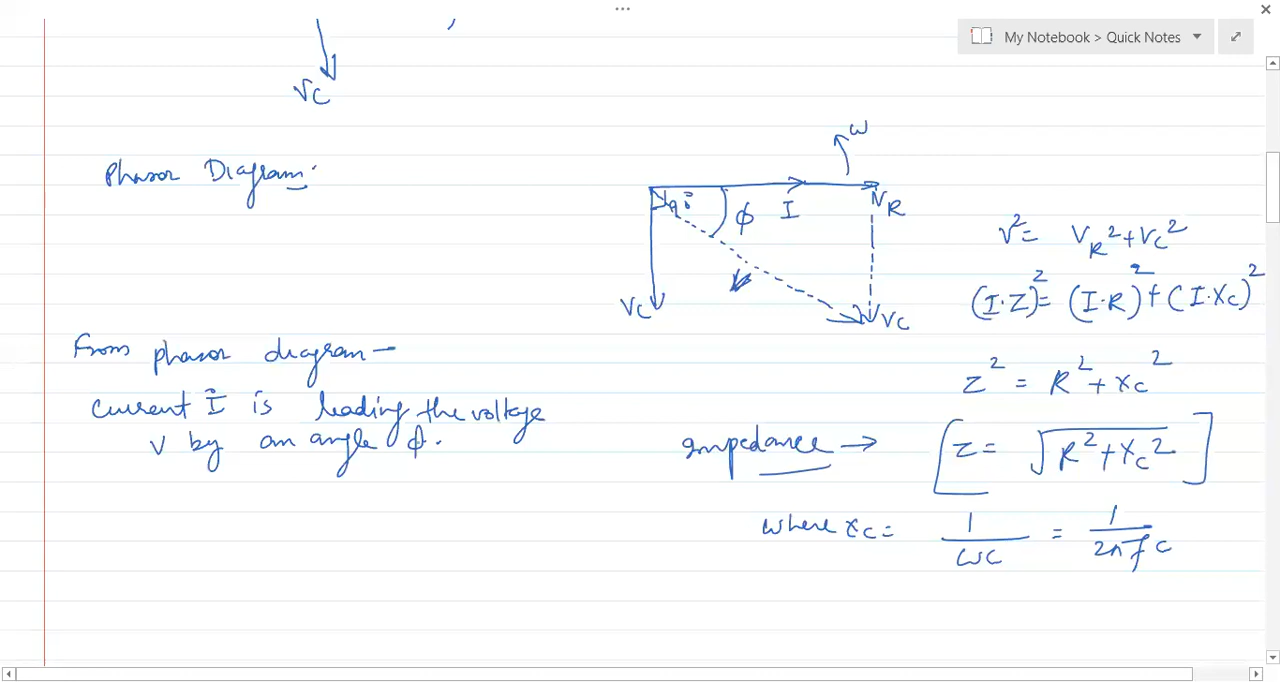 ...
My Notebook > Quick Notes
VC
Phasor Diagram:
ω
I
VR
ϕ
VC
VC
V²= VR²+VC²
(I·Z)²= (I·R)²+(I·XC)²
Z² = R²+XC²
From phasor diagram–
current I is leading the voltage
V by an angle ϕ.
Impedance → [Z= √R²+XC²]
where XC= 1/ωC = 1/2πfC